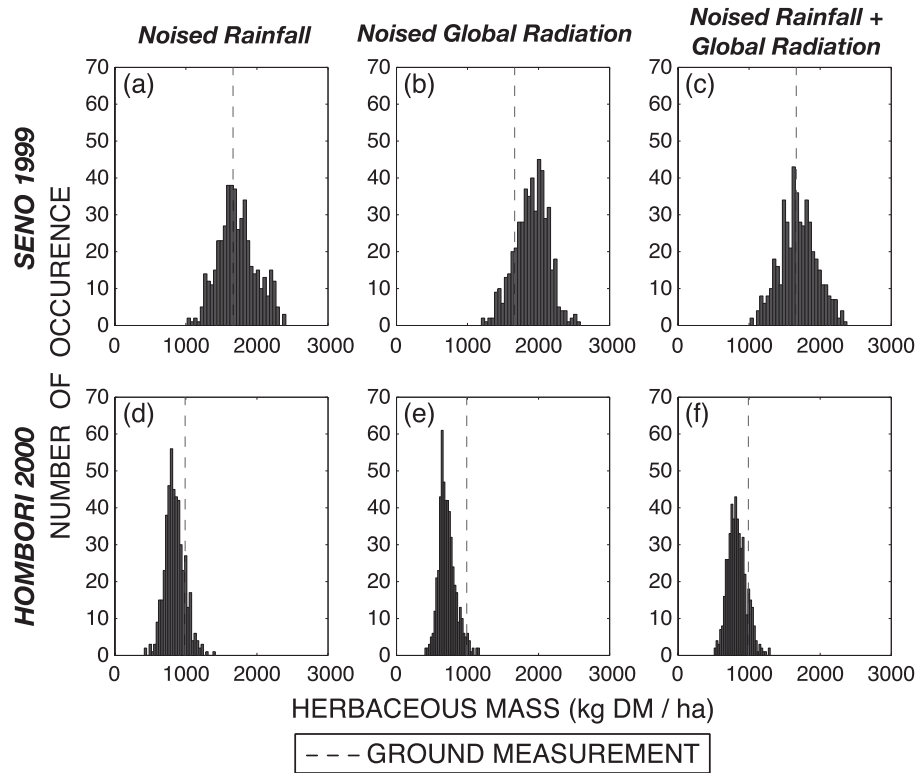 Noised Rainfall
Noised Global Radiation
Noised Rainfall +
Global Radiation
SENO 1999
HOMBORI 2000
NUMBER OF OCCURENCE
(a)
70
60
50
40
30
20
10
0
0 1000 2000 3000
(b)
70
60
50
40
30
20
10
0
0 1000 2000 3000
(c)
70
60
50
40
30
20
10
0
0 1000 2000 3000
(d)
70
60
50
40
30
20
10
0
0 1000 2000 3000
(e)
70
60
50
40
30
20
10
0
0 1000 2000 3000
(f)
70
60
50
40
30
20
10
0
0 1000 2000 3000
HERBACEOUS MASS (kg DM / ha)
GROUND MEASUREMENT